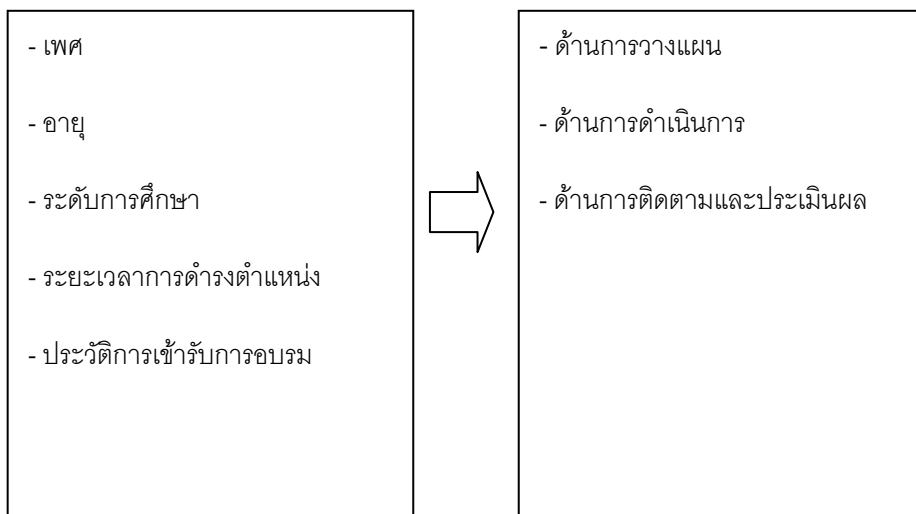 - เพศ
- อายุ
- ระดับการศึกษา
- ระยะเวลาการดำรงตำแหน่ง
- ประวัติการเข้ารับการอบรม
- ด้านการวางแผน
- ด้านการดำเนินการ
- ด้านการติดตามและประเมินผล